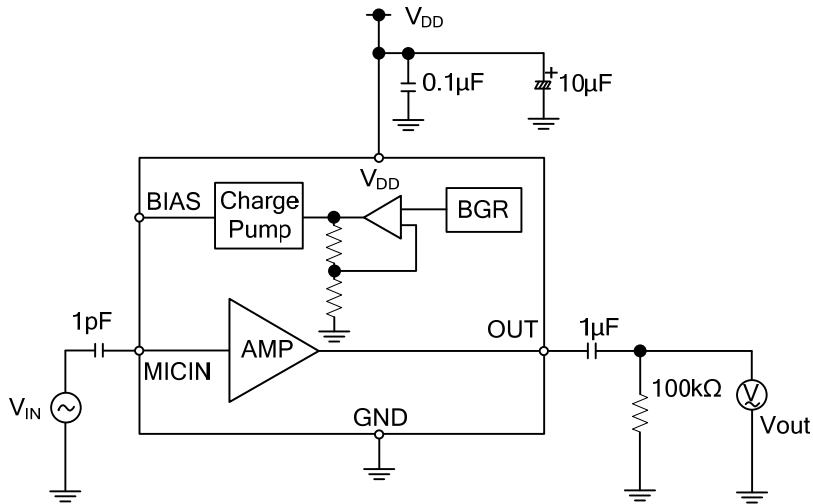 VDD
0.1µF
10µF
+
VDD
BIAS
Charge
Pump
BGR
1pF
MICIN
AMP
OUT
1µF
VIN
GND
100kΩ
V
Vout